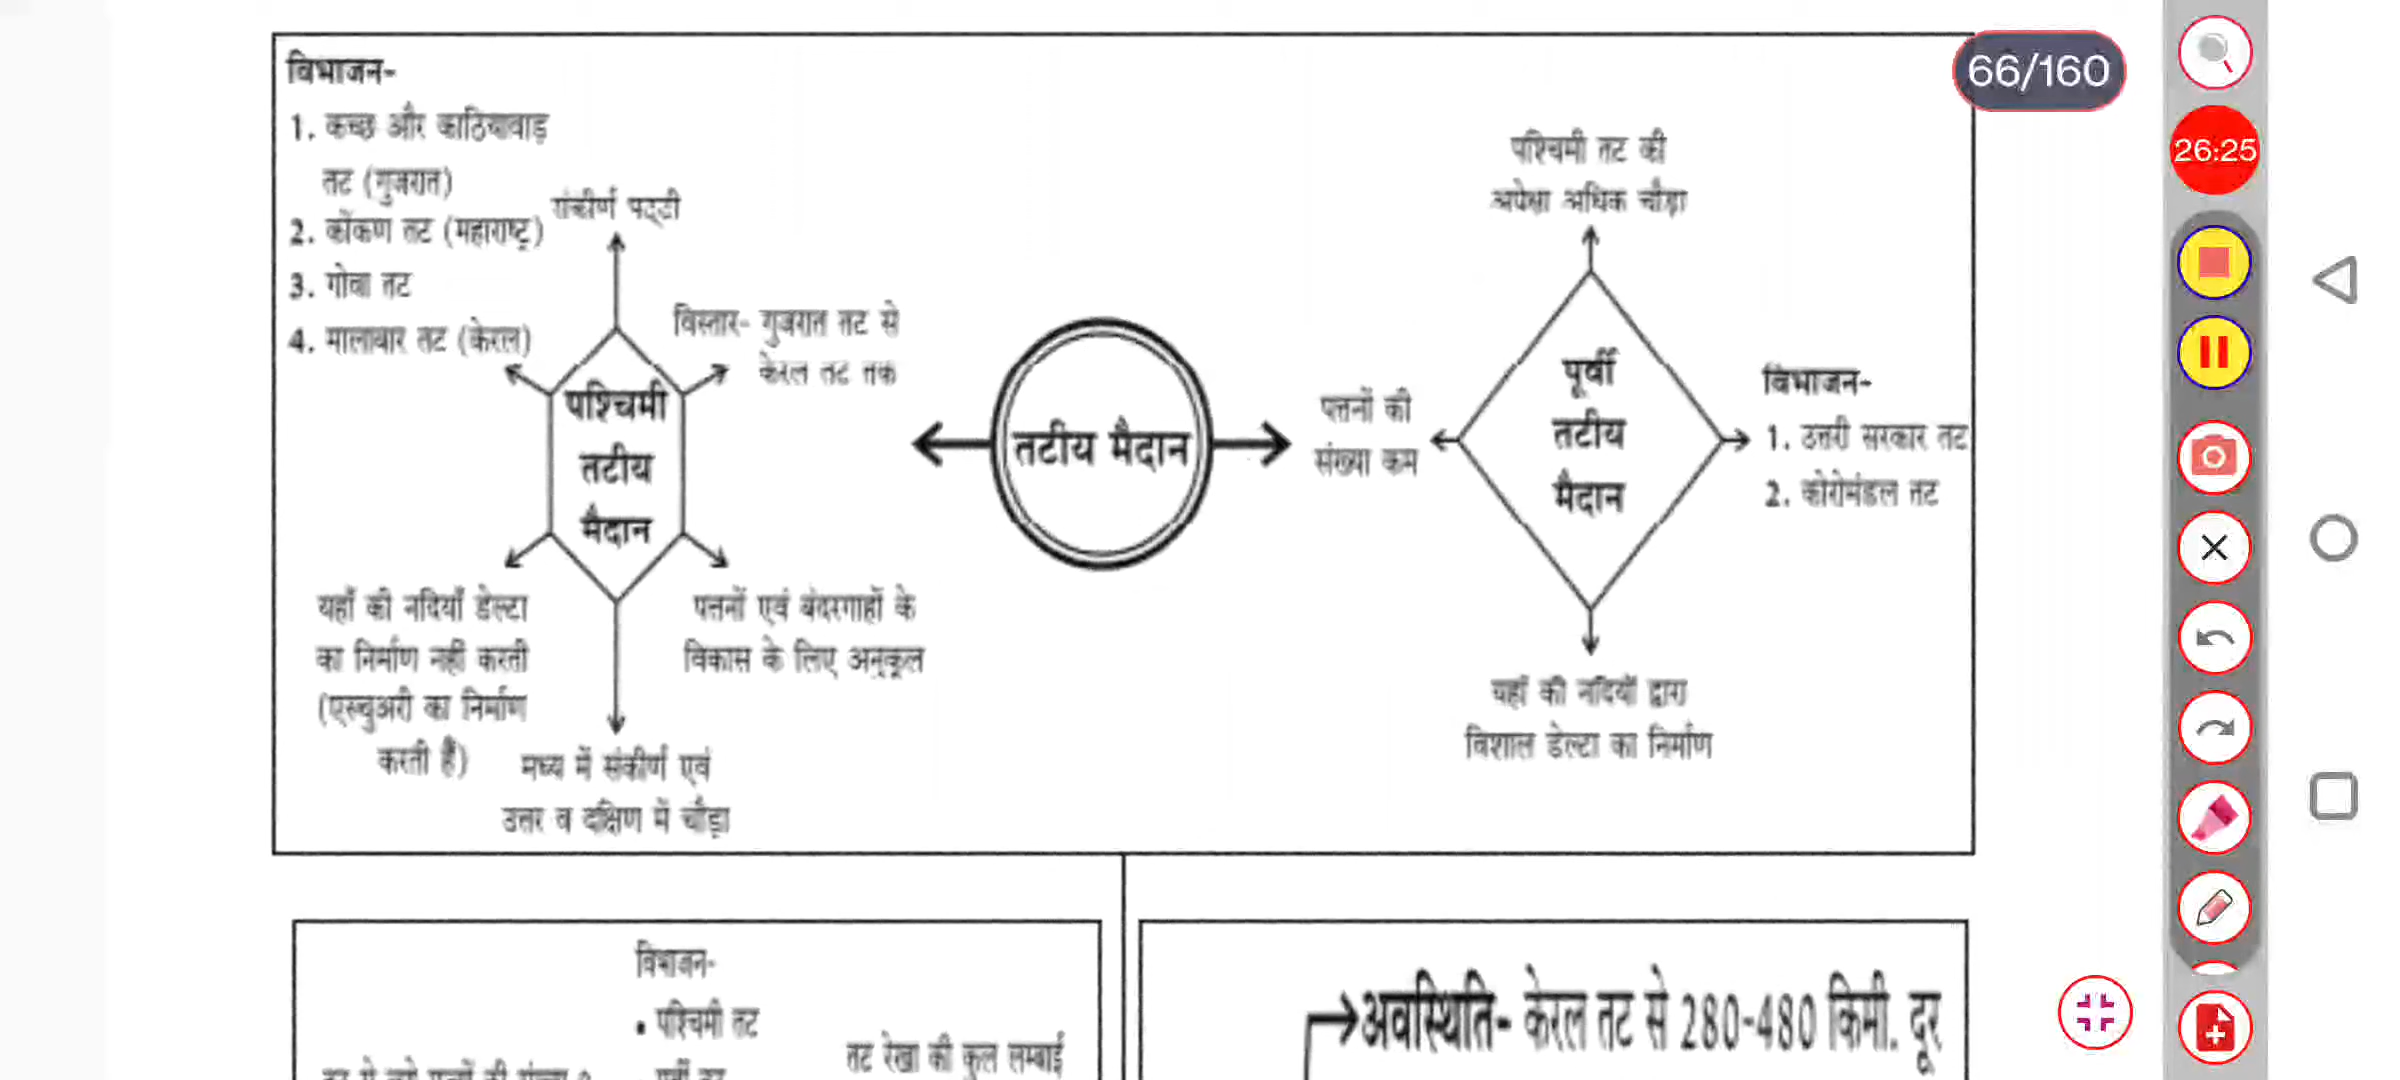 विभाजन-
1. कच्छ और काठियावाड़
तट (गुजरात)
2. कोंकण तट (महाराष्ट्र)
3. गोवा तट
4. मालाबार तट (केरल)
संकीर्ण पट्टी
विस्तार- गुजरात तट से
केरल तट तक
पश्चिमी
तटीय
मैदान
यहाँ की नदियाँ डेल्टा
का निर्माण नहीं करती
(एस्चुअरी का निर्माण
करती हैं)
मध्य में संकीर्ण एवं
उत्तर व दक्षिण में चौड़ा
पत्तनों एवं बंदरगाहों के
विकास के लिए अनुकूल
तटीय मैदान
पश्चिमी तट की
अपेक्षा अधिक चौड़ा
पत्तनों की
संख्या कम
पूर्वी
तटीय
मैदान
विभाजन-
1. उत्तरी सरकार तट
2. कोरोमंडल तट
यहाँ की नदियों द्वारा
विशाल डेल्टा का निर्माण
66/160
26:25
विभाजन-
• पश्चिमी तट
तट रेखा की कुल लम्बाई
अवस्थिति- केरल तट से 280-480 किमी. दूर